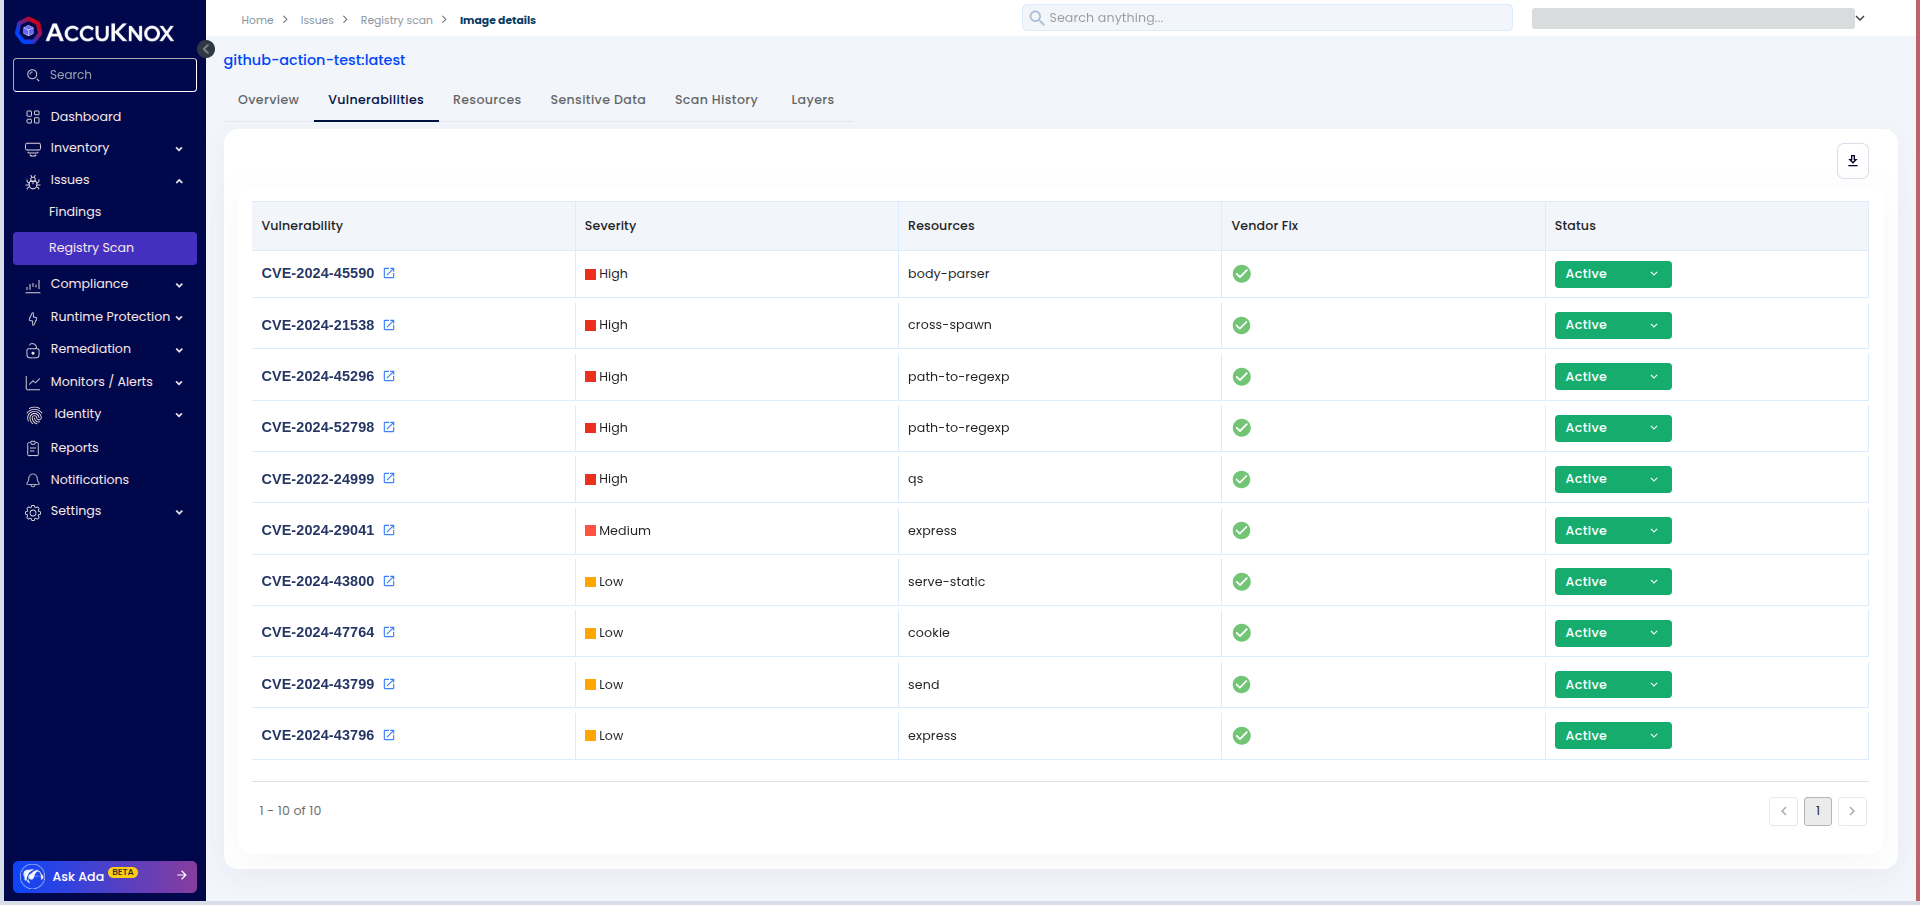 ACCUKNOX
Search
Dashboard
Inventory
Issues
Findings
Registry Scan
Compliance
Runtime Protection
Remediation
Monitors / Alerts
Identity
Reports
Notifications
Settings
Ask Ada BETA
Home > Issues > Registry scan > Image details
Search anything...
github-action-test:latest
Overview Vulnerabilities Resources Sensitive Data Scan History Layers
Vulnerability Severity Resources Vendor Fix Status
CVE-2024-45590 High body-parser Active
CVE-2024-21538 High cross-spawn Active
CVE-2024-45296 High path-to-regexp Active
CVE-2024-52798 High path-to-regexp Active
CVE-2022-24999 High qs Active
CVE-2024-29041 Medium express Active
CVE-2024-43800 Low serve-static Active
CVE-2024-47764 Low cookie Active
CVE-2024-43799 Low send Active
CVE-2024-43796 Low express Active
1 - 10 of 10
1